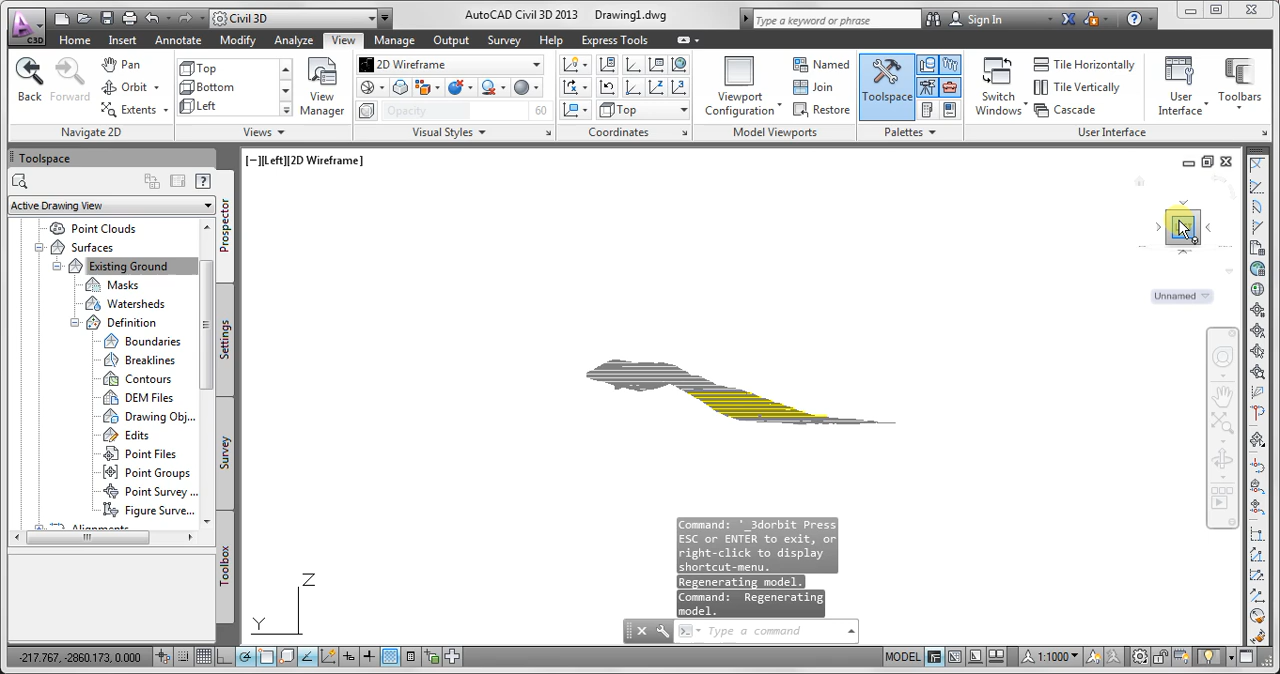 Civil 3D
AutoCAD Civil 3D 2013 Drawing1.dwg
Type a keyword or phrase
Sign In
C3D
Home Insert Annotate Modify Analyze View Manage Output Survey Help Express Tools
Back Forward
Pan
Orbit
Extents
Navigate 2D
Top
Bottom
Left
View
Manager
Views
2D Wireframe
Opacity 60
Visual Styles
Top
Coordinates
Viewport
Configuration
Named
Join
Restore
Model Viewports
Toolspace
Palettes
Switch
Windows
Tile Horizontally
Tile Vertically
Cascade
User
Interface
Toolbars
User Interface
Toolspace
Active Drawing View
Point Clouds
Surfaces
Existing Ground
Masks
Watersheds
Definition
Boundaries
Breaklines
Contours
DEM Files
Drawing Obj...
Edits
Point Files
Point Groups
Point Survey ...
Figure Surve...
Alignments
Prospector
Settings
Survey
Toolbox
[−][Left][2D Wireframe]
Unnamed
Z
Y
Command: '_3dorbit Press
ESC or ENTER to exit, or
right-click to display
shortcut-menu.
Regenerating model.
Command: Regenerating
model.
Type a command
-217.767, -2860.173, 0.000
MODEL
1:1000